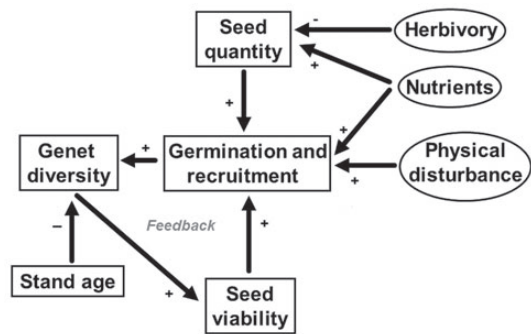 Seed
quantity
-
Herbivory
+
Nutrients
+
+
Genet
diversity
+
Germination and
recruitment
+
Physical
disturbance
–
Feedback
+
Stand age
+
Seed
viability